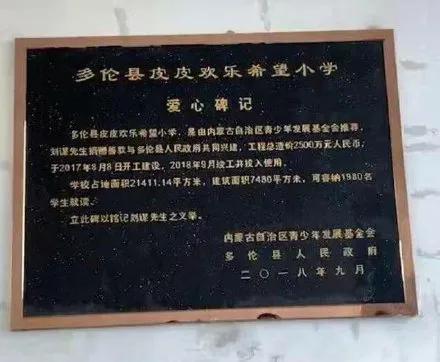 多伦县皮皮欢乐希望小学
爱心碑记
多伦县皮皮欢乐希望小学，是由内蒙古自治区青少年发展基金会推荐，
刘谋先生捐赠善款与多伦县人民政府共同兴建，工程总造价2500万元人民币；
于2017年8月8日开工建设，2018年9月竣工并投入使用。
学校占地面积21411.14平方米，建筑面积7480平方米，可容纳1980名
学生就读。
立此碑以铭记刘谋先生之义举。
内蒙古自治区青少年发展基金会
多伦县人民政府
二〇一八年九月